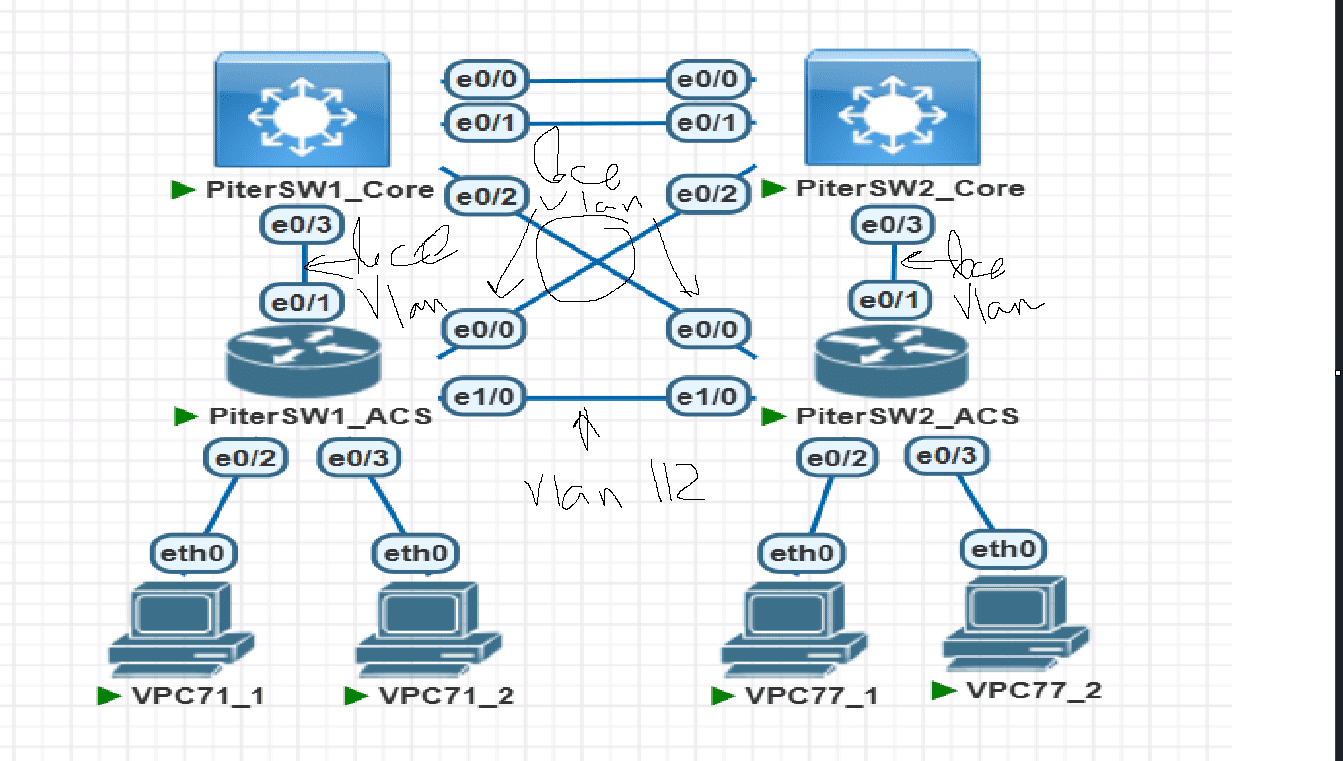 e0/0 e0/0
e0/1 e0/1
все
vlan
PiterSW1_Core e0/2 e0/2 PiterSW2_Core
e0/3 e0/3
все все
vlan vlan
e0/1 e0/1
e0/0 e0/0
e1/0 e1/0
PiterSW1_ACS PiterSW2_ACS
vlan 112
e0/2 e0/3 e0/2 e0/3
eth0 eth0 eth0 eth0
VPC71_1 VPC71_2 VPC77_1 VPC77_2